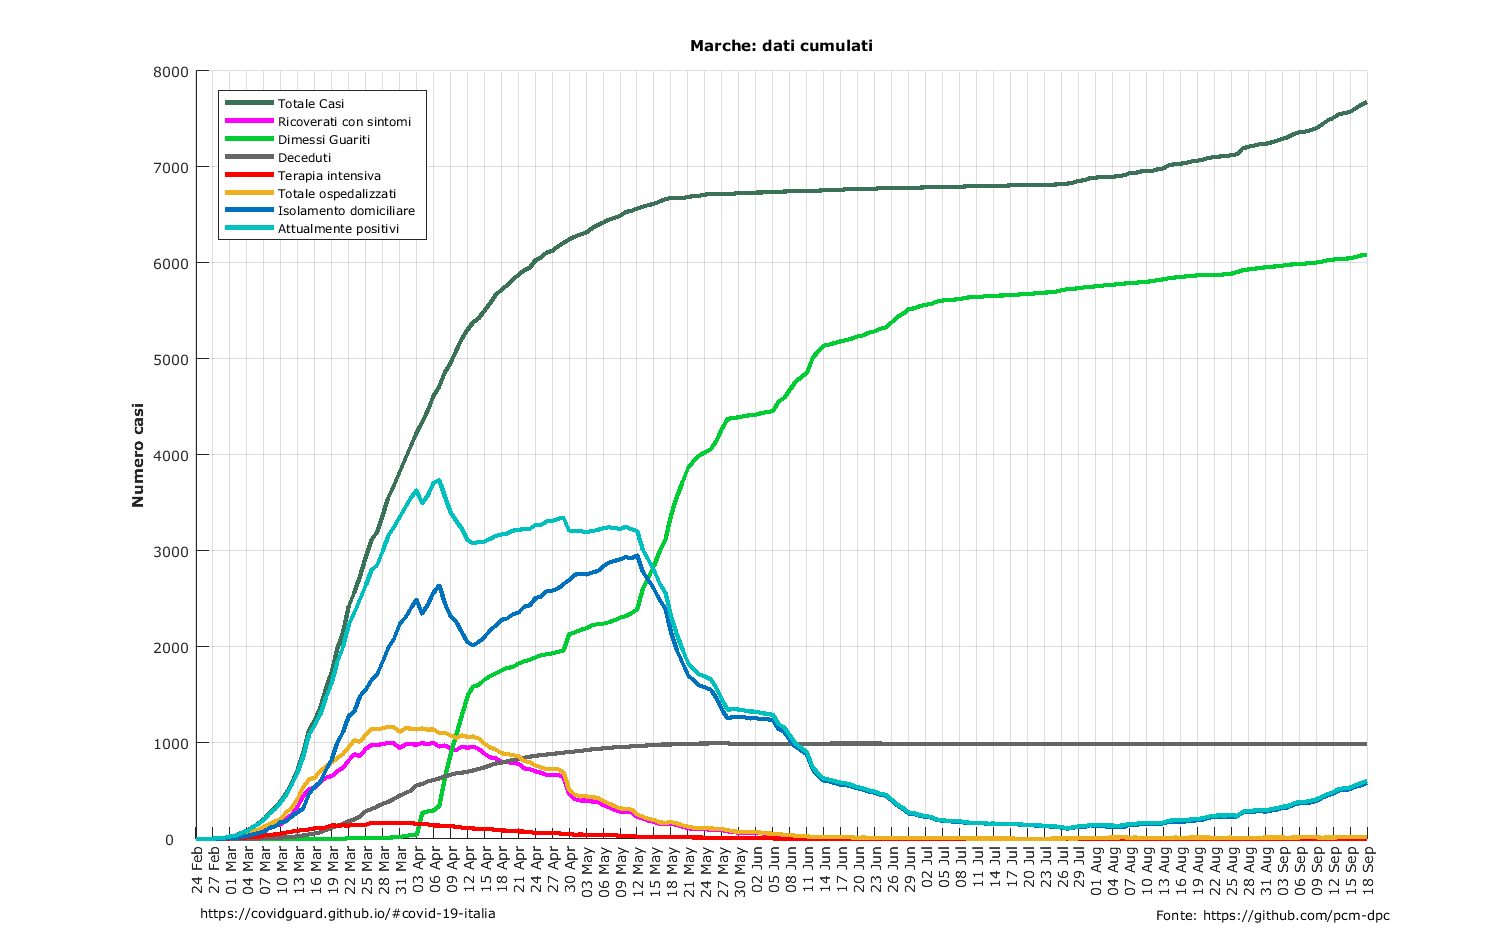 Marche: dati cumulati
8000
7000
6000
5000
4000
3000
2000
1000
0
Numero casi
Totale Casi
Ricoverati con sintomi
Dimessi Guariti
Deceduti
Terapia intensiva
Totale ospedalizzati
Isolamento domiciliare
Attualmente positivi
24 Feb
27 Feb
01 Mar
04 Mar
07 Mar
10 Mar
13 Mar
16 Mar
19 Mar
22 Mar
25 Mar
28 Mar
31 Mar
03 Apr
06 Apr
09 Apr
12 Apr
15 Apr
18 Apr
21 Apr
24 Apr
27 Apr
30 Apr
03 May
06 May
09 May
12 May
15 May
18 May
21 May
24 May
27 May
30 May
02 Jun
05 Jun
08 Jun
11 Jun
14 Jun
17 Jun
20 Jun
23 Jun
26 Jun
29 Jun
02 Jul
05 Jul
08 Jul
11 Jul
14 Jul
17 Jul
20 Jul
23 Jul
26 Jul
29 Jul
01 Aug
04 Aug
07 Aug
10 Aug
13 Aug
16 Aug
19 Aug
22 Aug
25 Aug
28 Aug
31 Aug
03 Sep
06 Sep
09 Sep
12 Sep
15 Sep
18 Sep
https://covidguard.github.io/#covid-19-italia
Fonte: https://github.com/pcm-dpc